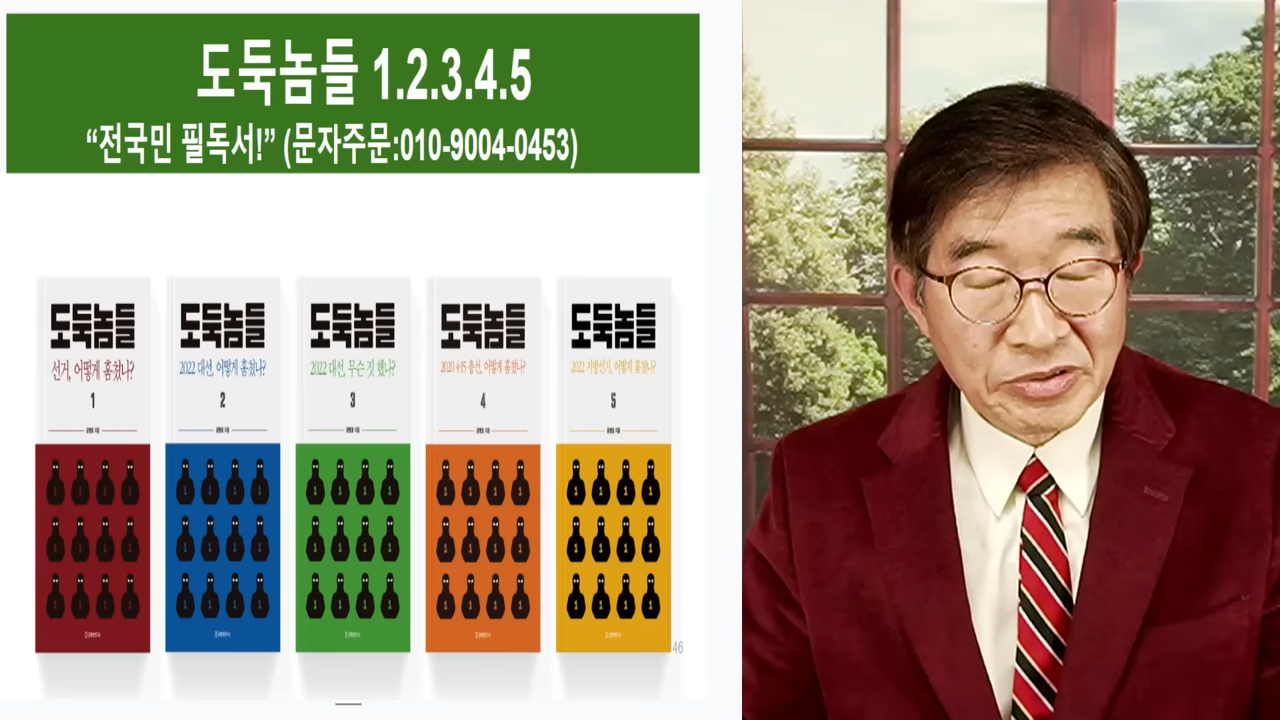 도둑놈들 1.2.3.4.5
“전국민 필독서!” (문자주문:010-9004-0453)
도둑놈들
선거, 어떻게 훔쳤나?
1
도둑놈들
2022 대선, 어떻게 훔쳤나?
2
도둑놈들
2022 대선, 무슨 짓 했나?
3
도둑놈들
2020 4·15 총선, 어떻게 훔쳤나?
4
도둑놈들
2022 지방선거, 어떻게 훔쳤나?
5
46